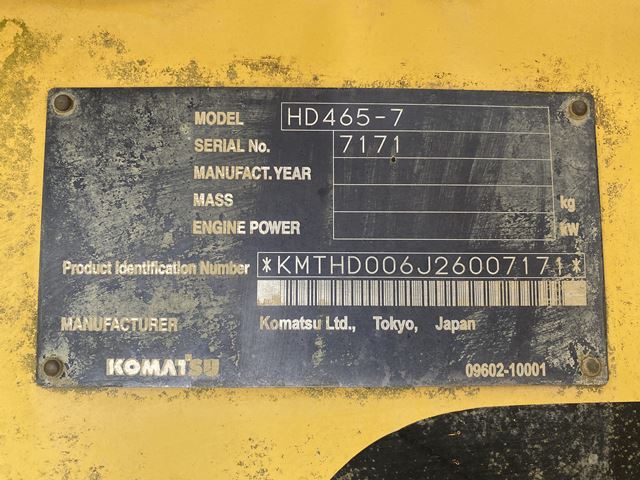 MODEL HD465-7
SERIAL No. 7171
MANUFACT. YEAR
MASS kg
ENGINE POWER kW
Product Identification Number *KMTHD006J26007171*
MANUFACTURER Komatsu Ltd., Tokyo, Japan
KOMATSU 09602-10001